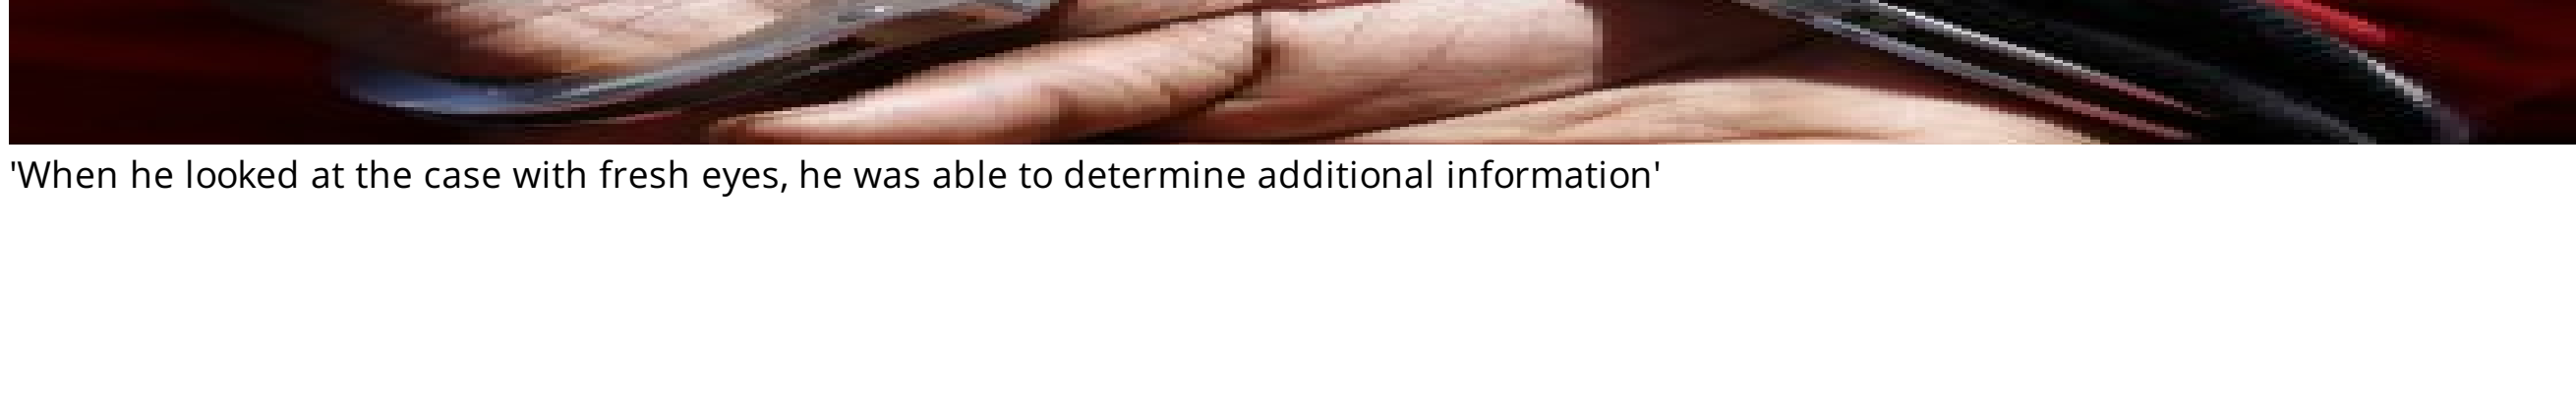 'When he looked at the case with fresh eyes, he was able to determine additional information'